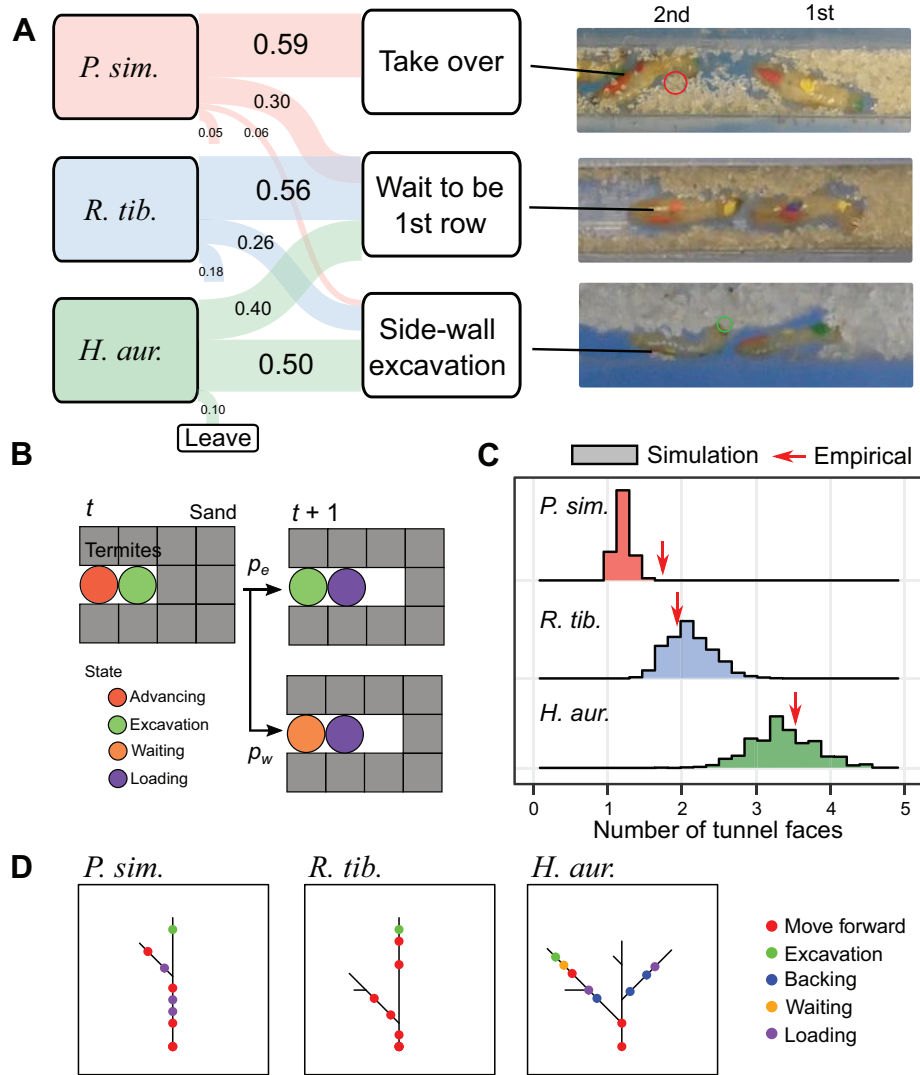 A
2nd
1st
P. sim.
0.59
0.30
0.05
0.06
Take over
R. tib.
0.56
0.26
0.18
Wait to be
1st row
H. aur.
0.40
0.50
0.10
Side-wall
excavation
Leave
B
t
Sand
Termites
t + 1
pe
pw
State
Advancing
Excavation
Waiting
Loading
C
Simulation
Empirical
P. sim.
R. tib.
H. aur.
0 1 2 3 4 5
Number of tunnel faces
D
P. sim.
R. tib.
H. aur.
Move forward
Excavation
Backing
Waiting
Loading